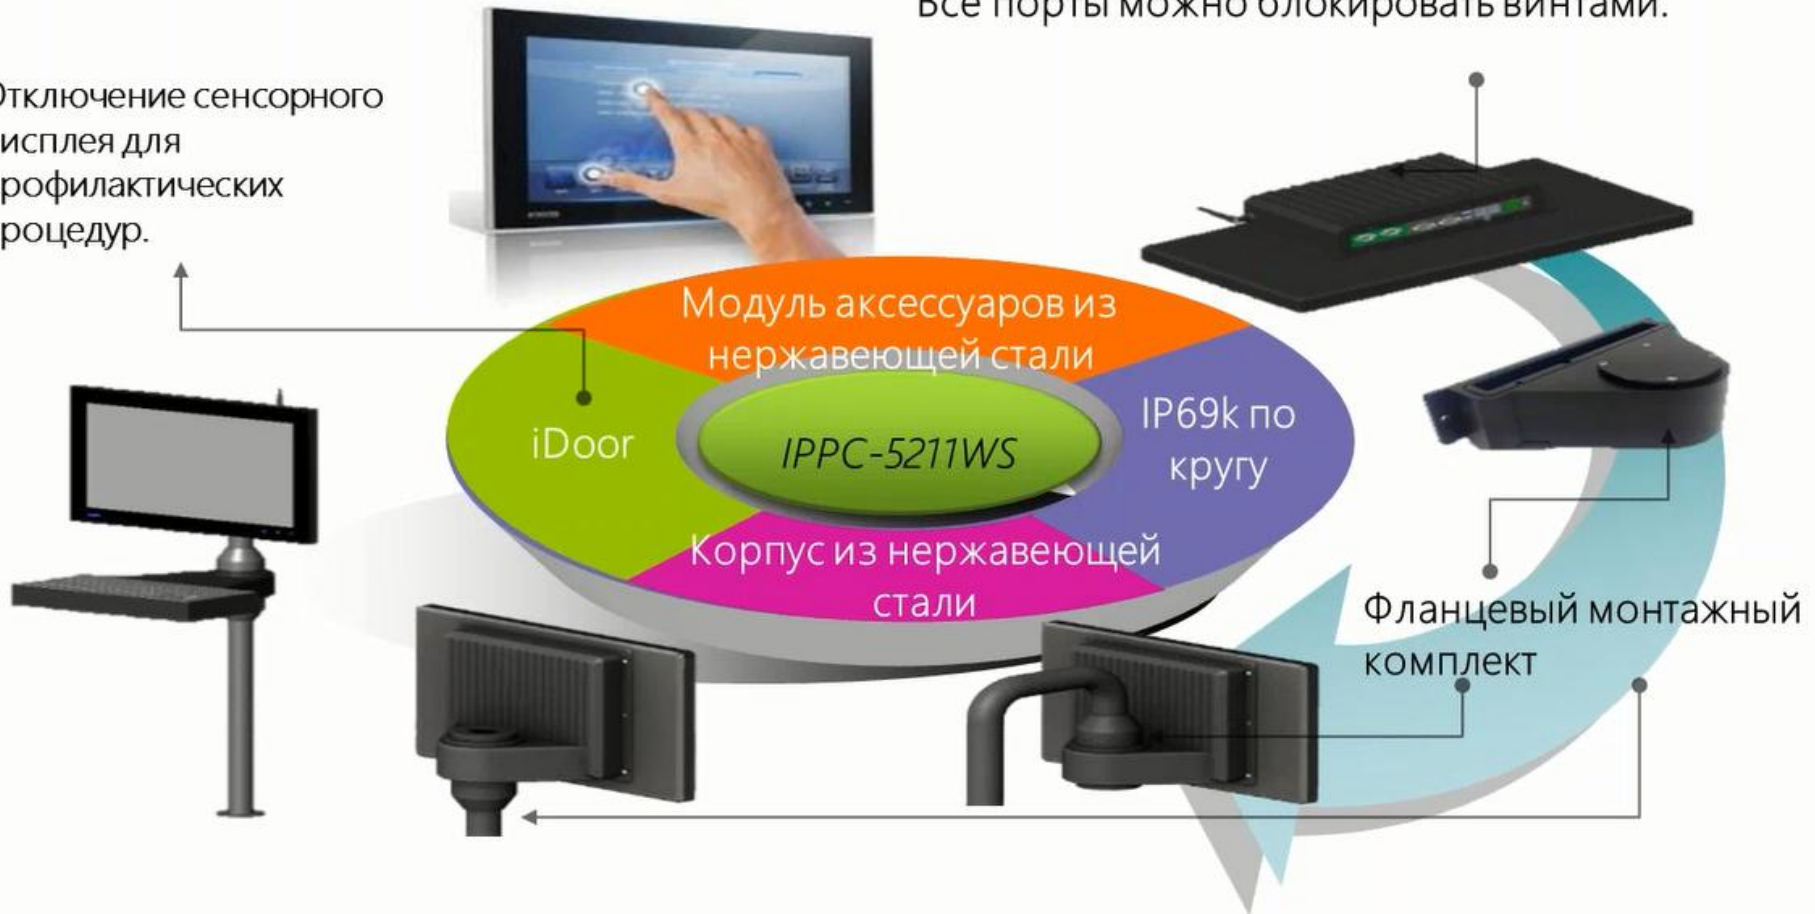 Все порты можно блокировать винтами.
Отключение сенсорного
исплея для
рофилактических
роцедур.
Модуль аксессуаров из
нержавеющей стали
iDoor
IPPC-5211WS
IP69k по
кругу
Корпус из нержавеющей
стали
Фланцевый монтажный
комплект